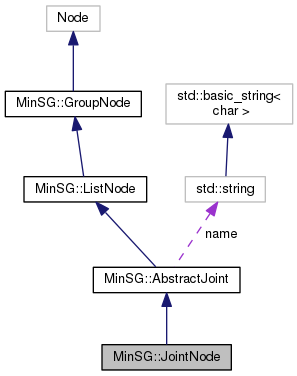 Node
MinSG::GroupNode
std::basic_string<
char >
MinSG::ListNode
std::string
name
MinSG::AbstractJoint
MinSG::JointNode